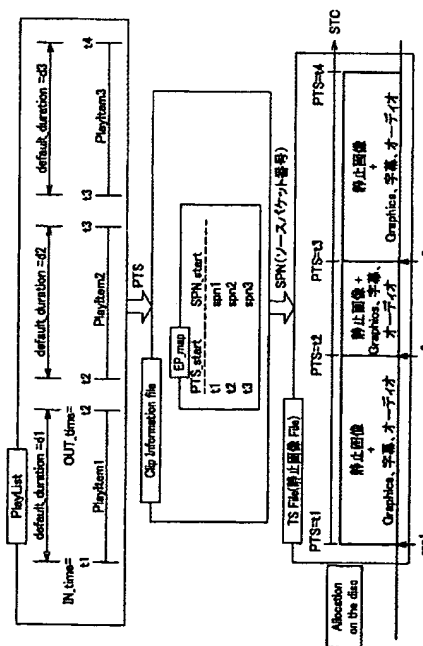 PlayList
default_duration =d1
default_duration =d2
default_duration =d3
IN_time=
OUT_time=
t1
t2
t2
t3
t3
t4
PlayItem1
PlayItem2
PlayItem3
PTS
Clip Information file
EP_map
PTS_start
SPN_start
t1
spn1
t2
spn2
t3
spn3
SPN(ソースパケット番号)
TS File(静止画像 File)
STC
PTS=t1
PTS=t2
PTS=t3
PTS=t4
静止画像
+
Graphics、字幕、オーディオ
静止画像 +
Graphics、字幕、
オーディオ
静止画像
+
Graphics、字幕、オーディオ
Allocation
on the disc